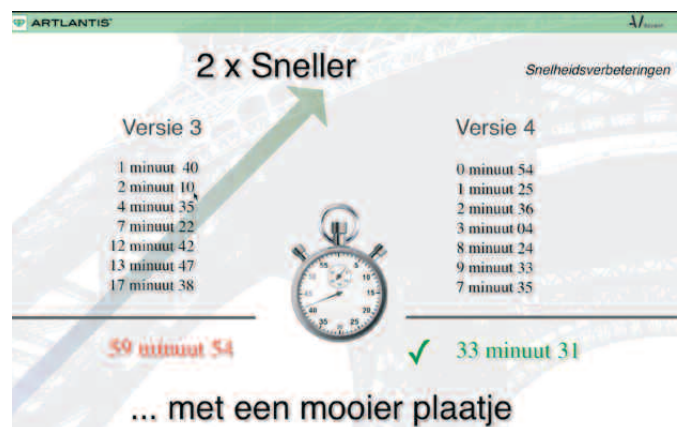 ARTLANTIS
2 x Sneller
Snelheidsverbeteringen
Versie 3
1 minuut 40
2 minuut 10
4 minuut 35
7 minuut 22
12 minuut 42
13 minuut 47
17 minuut 38
59 minuut 54
Versie 4
0 minuut 54
1 minuut 25
2 minuut 36
3 minuut 04
8 minuut 24
9 minuut 33
7 minuut 35
33 minuut 31
... met een mooier plaatje